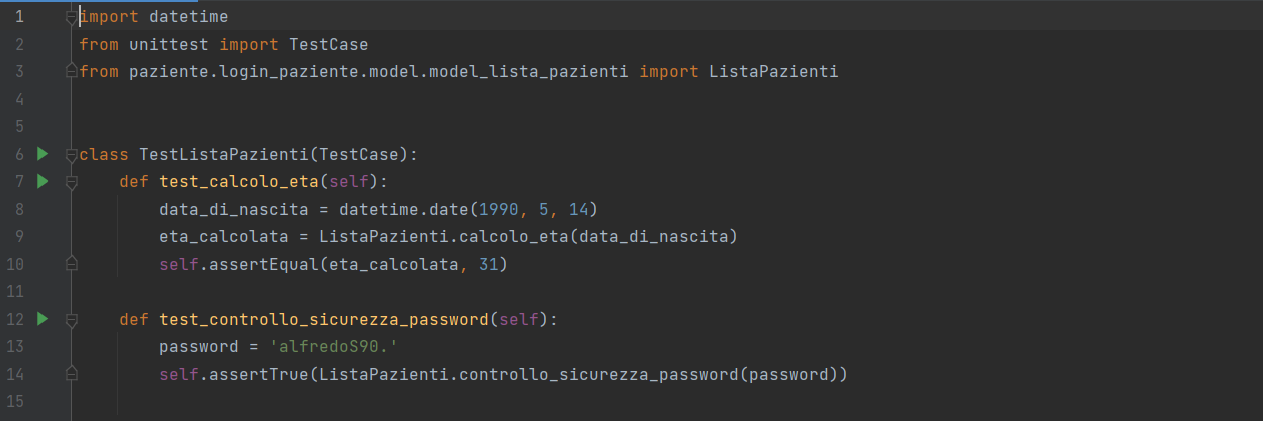 1 import datetime
2 from unittest import TestCase
3 from paziente.login_paziente.model.model_lista_pazienti import ListaPazienti
4
5
6 class TestListaPazienti(TestCase):
7     def test_calcolo_eta(self):
8         data_di_nascita = datetime.date(1990, 5, 14)
9         eta_calcolata = ListaPazienti.calcolo_eta(data_di_nascita)
10         self.assertEqual(eta_calcolata, 31)
11
12     def test_controllo_sicurezza_password(self):
13         password = 'alfredoS90.'
14         self.assertTrue(ListaPazienti.controllo_sicurezza_password(password))
15